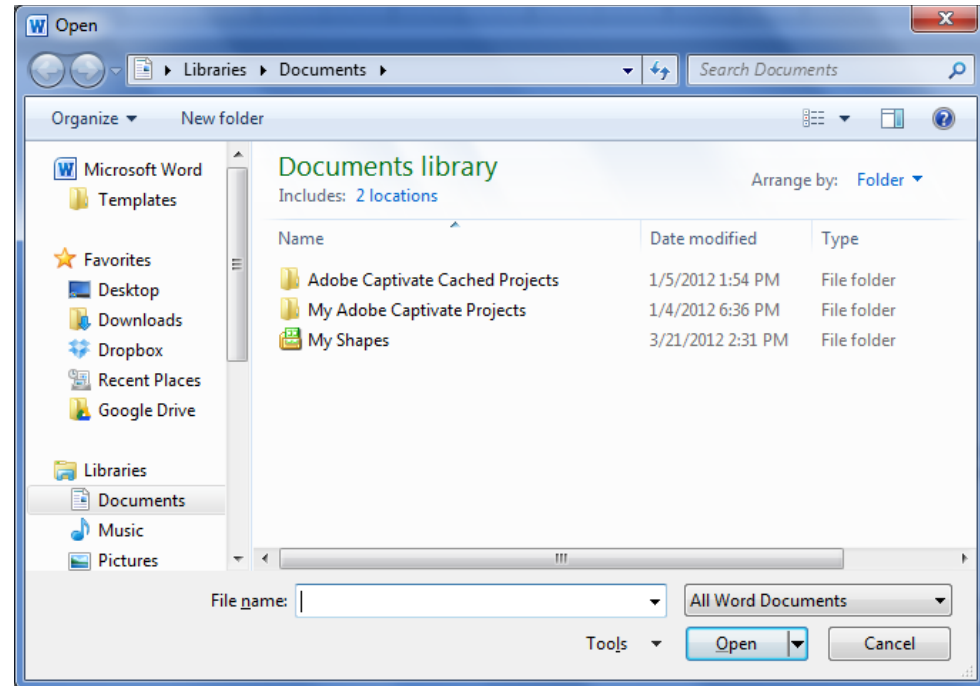 Open
Libraries Documents
Search Documents
Organize New folder
Microsoft Word
Templates
Favorites
Desktop
Downloads
Dropbox
Recent Places
Google Drive
Libraries
Documents
Music
Pictures
Documents library
Includes: 2 locations
Arrange by: Folder
Name Date modified Type
Adobe Captivate Cached Projects 1/5/2012 1:54 PM File folder
My Adobe Captivate Projects 1/4/2012 6:36 PM File folder
My Shapes 3/21/2012 2:31 PM File folder
File name: All Word Documents
Tools Open Cancel